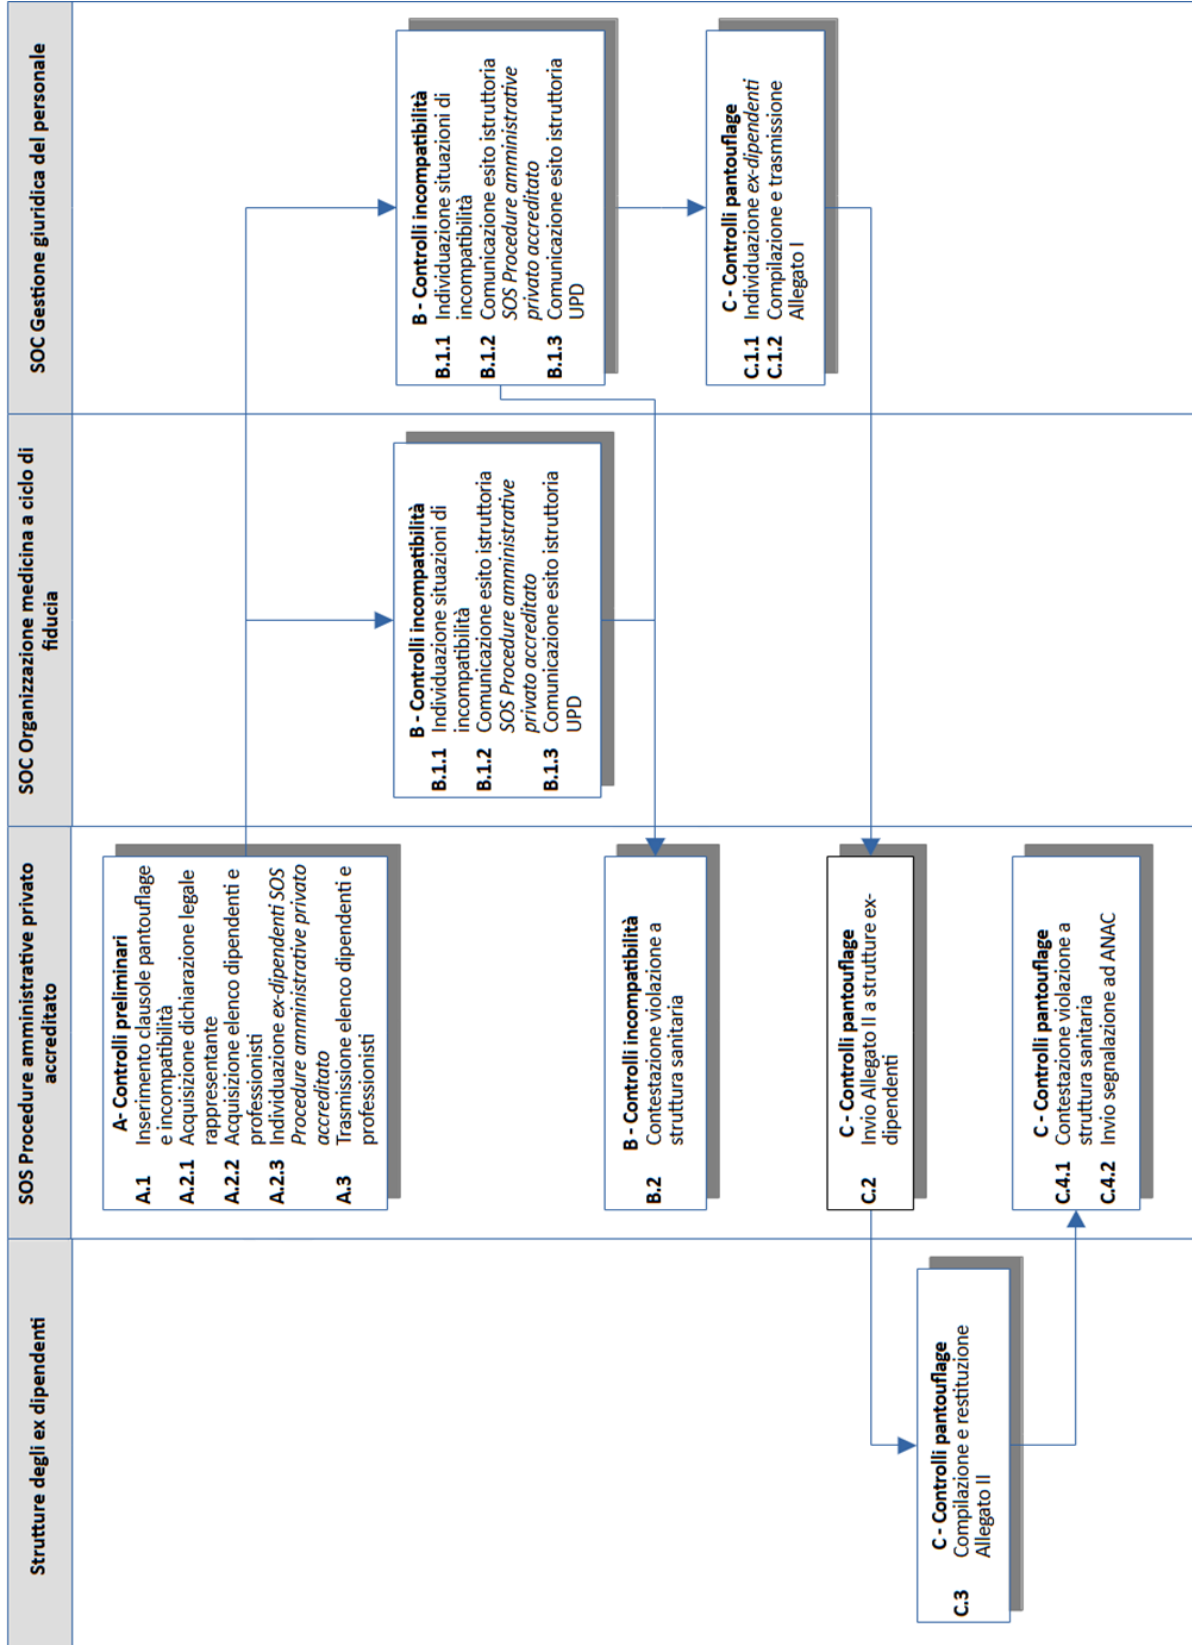 Strutture degli ex dipendenti
SOS Procedure amministrative privato
accreditato
SOC Organizzazione medicina a ciclo di
fiducia
SOC Gestione giuridica del personale
A- Controlli preliminari
A.1 Inserimento clausole pantouflage
e incompatibilità
A.2.1 Acquisizione dichiarazione legale
rappresentante
A.2.2 Acquisizione elenco dipendenti e
professionisti
A.2.3 Individuazione ex-dipendenti SOS
Procedure amministrative privato
accreditato
A.3 Trasmissione elenco dipendenti e
professionisti
B - Controlli incompatibilità
B.1.1 Individuazione situazioni di
incompatibilità
B.1.2 Comunicazione esito istruttoria
SOS Procedure amministrative
privato accreditato
B.1.3 Comunicazione esito istruttoria
UPD
B - Controlli incompatibilità
B.1.1 Individuazione situazioni di
incompatibilità
B.1.2 Comunicazione esito istruttoria
SOS Procedure amministrative
privato accreditato
B.1.3 Comunicazione esito istruttoria
UPD
B - Controlli incompatibilità
B.2 Contestazione violazione a
struttura sanitaria
C - Controlli pantouflage
C.1.1 Individuazione ex-dipendenti
C.1.2 Compilazione e trasmissione
Allegato I
C - Controlli pantouflage
C.2 Invio Allegato II a strutture ex-
dipendenti
C - Controlli pantouflage
C.3 Compilazione e restituzione
Allegato II
C - Controlli pantouflage
C.4.1 Contestazione violazione a
struttura sanitaria
C.4.2 Invio segnalazione ad ANAC